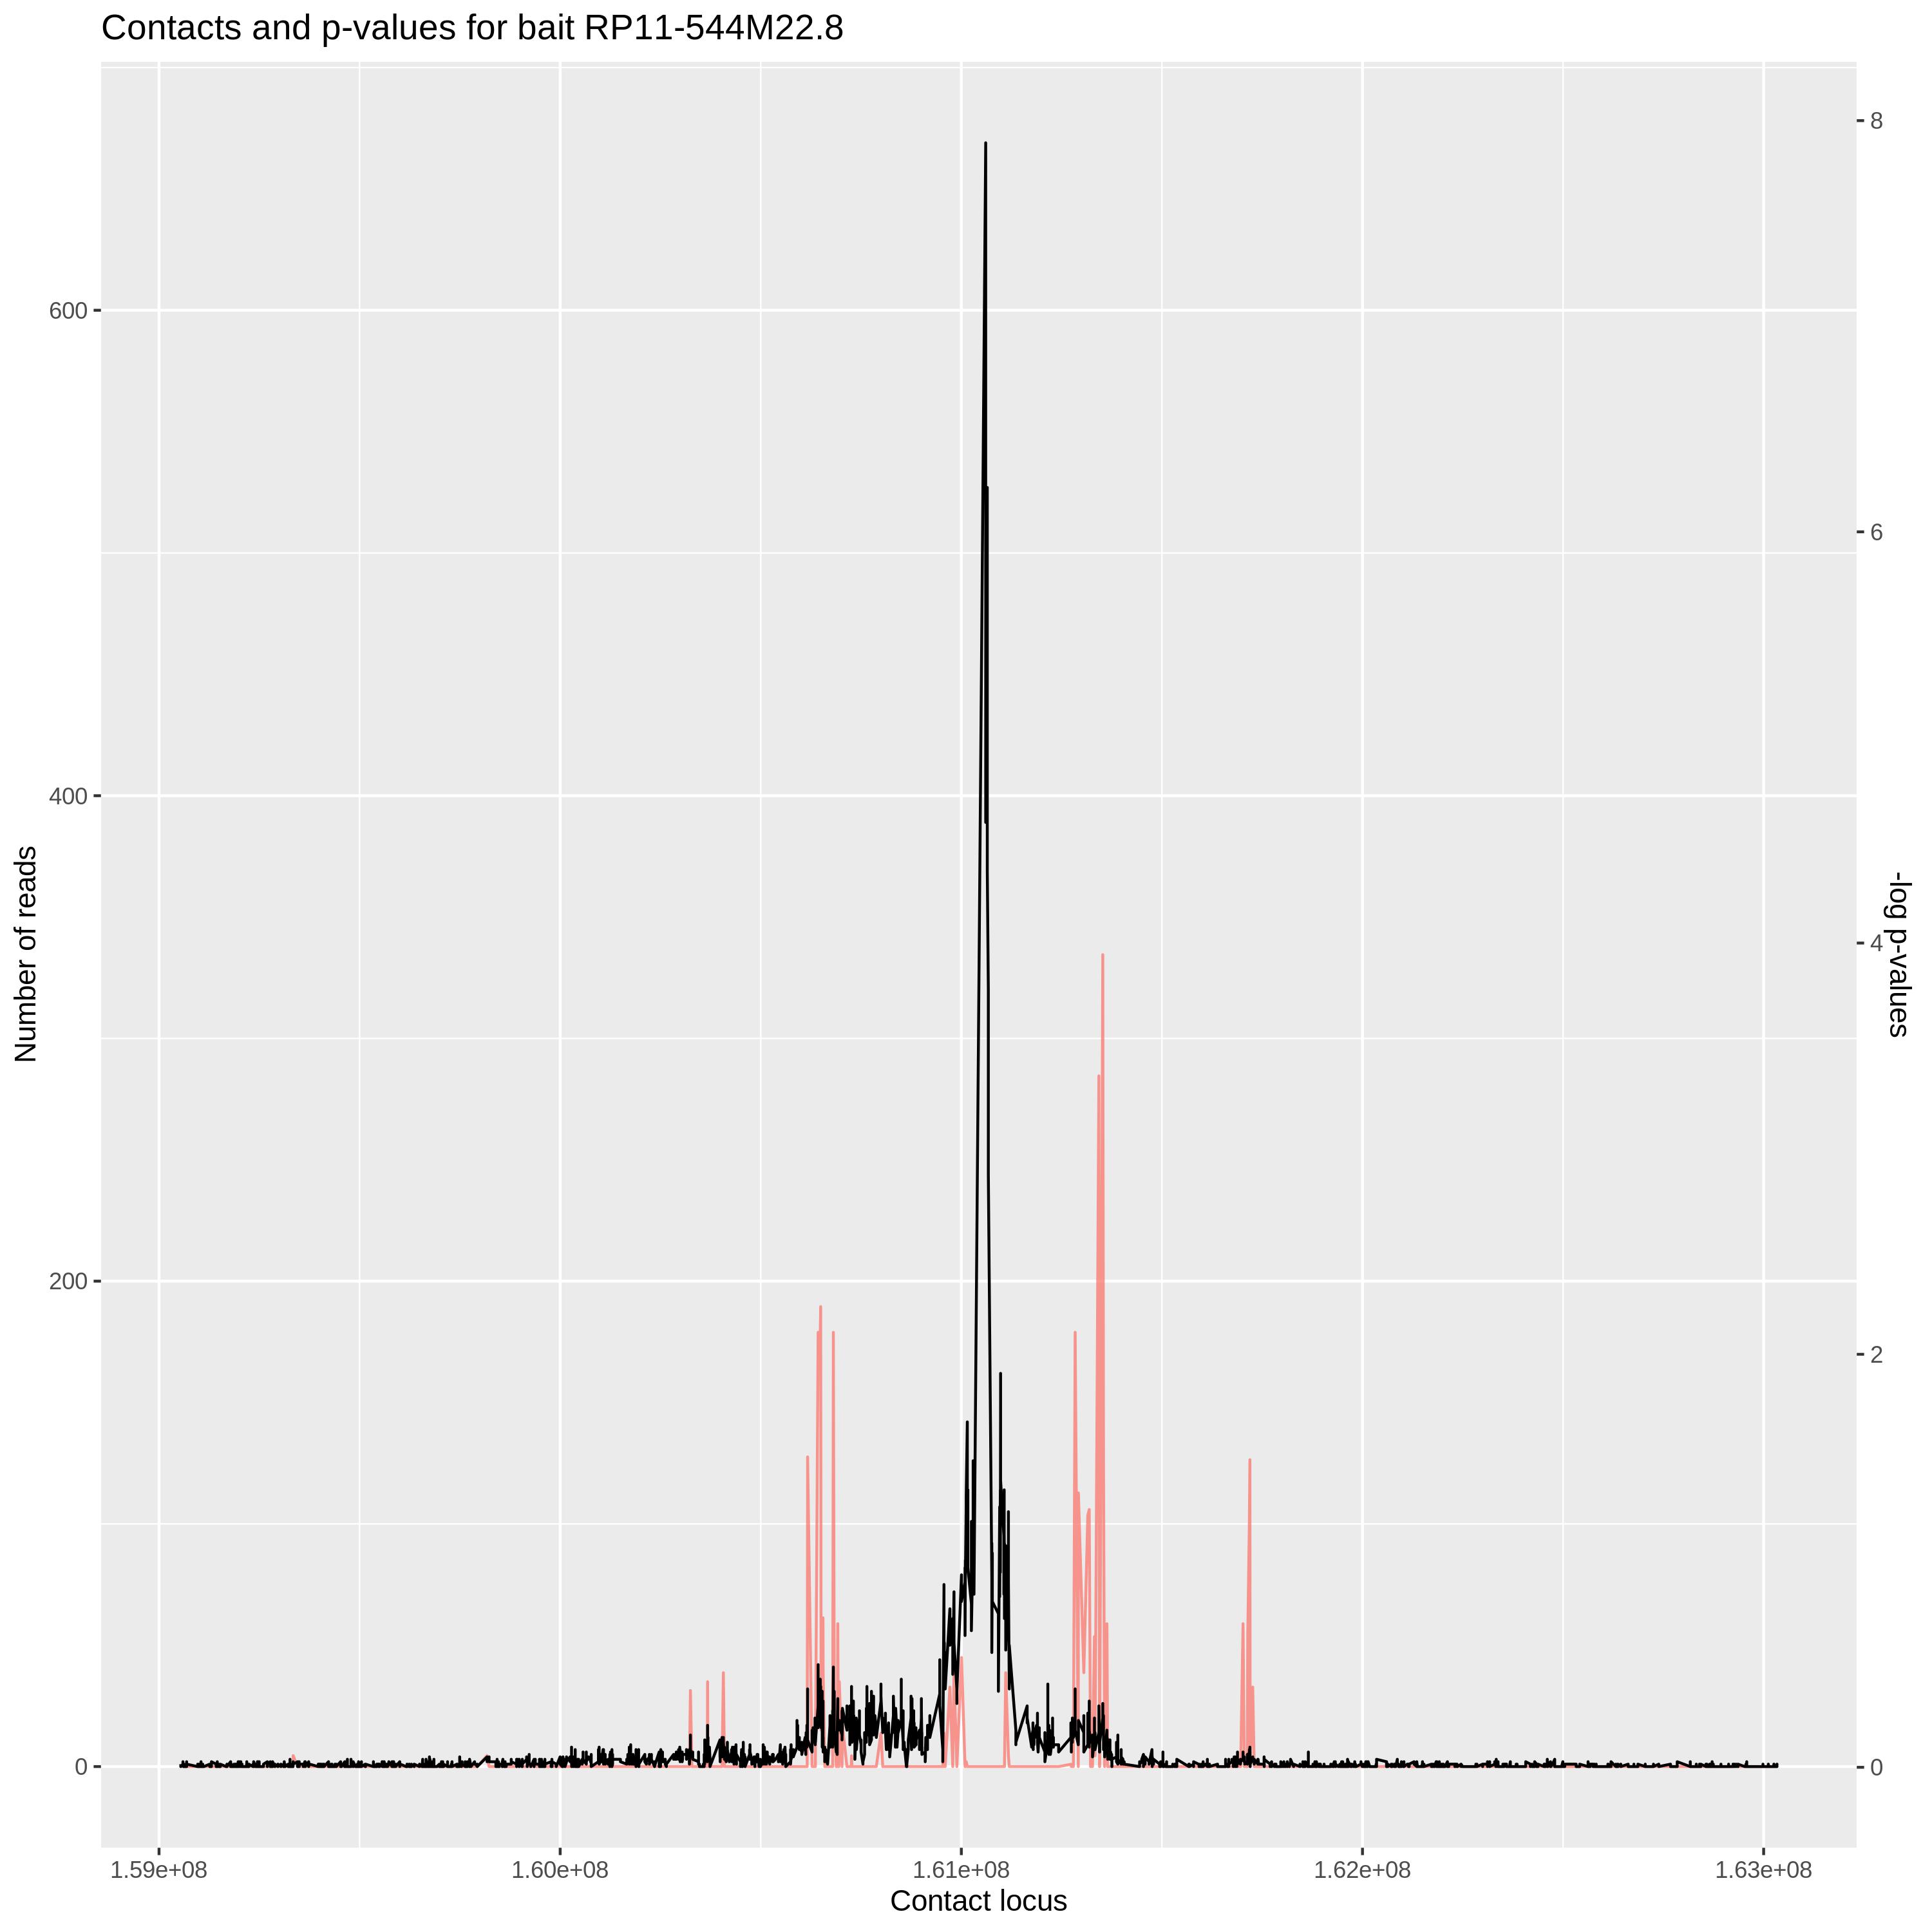 Contacts and p-values for bait RP11-544M22.8
8
600
6
400
4
200
2
0
0
Number of reads
-log p-values
1.59e+08 1.60e+08 1.61e+08 1.62e+08 1.63e+08
Contact locus